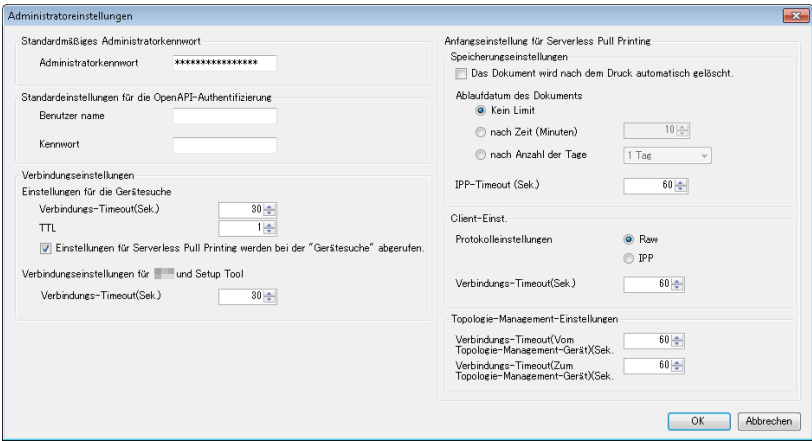 Administratoreinstellungen
Standardmäßiges Administratorkennwort
Administratorkennwort ****************
Standardeinstellungen für die OpenAPI-Authentifizierung
Benutzer name
Kennwort
Verbindungseinstellungen
Einstellungen für die Gerätesuche
Verbindungs-Timeout(Sek.) 30
TTL 1
Einstellungen für Serverless Pull Printing werden bei der "Gerätesuche" abgerufen.
Verbindungseinstellungen für und Setup Tool
Verbindungs-Timeout(Sek.) 30
Anfangseinstellung für Serverless Pull Printing
Speicherungseinstellungen
Das Dokument wird nach dem Druck automatisch gelöscht.
Ablaufdatum des Dokuments
Kein Limit
nach Zeit (Minuten) 10
nach Anzahl der Tage 1 Tag
IPP-Timeout (Sek.) 60
Client-Einst.
Protokolleinstellungen Raw
IPP
Verbindungs-Timeout(Sek.) 60
Topologie-Management-Einstellungen
Verbindungs-Timeout(Vom 60
Topologie-Management-Gerät)(Sek.
Verbindungs-Timeout(Zum 60
Topologie-Management-Gerät)(Sek.
OK Abbrechen